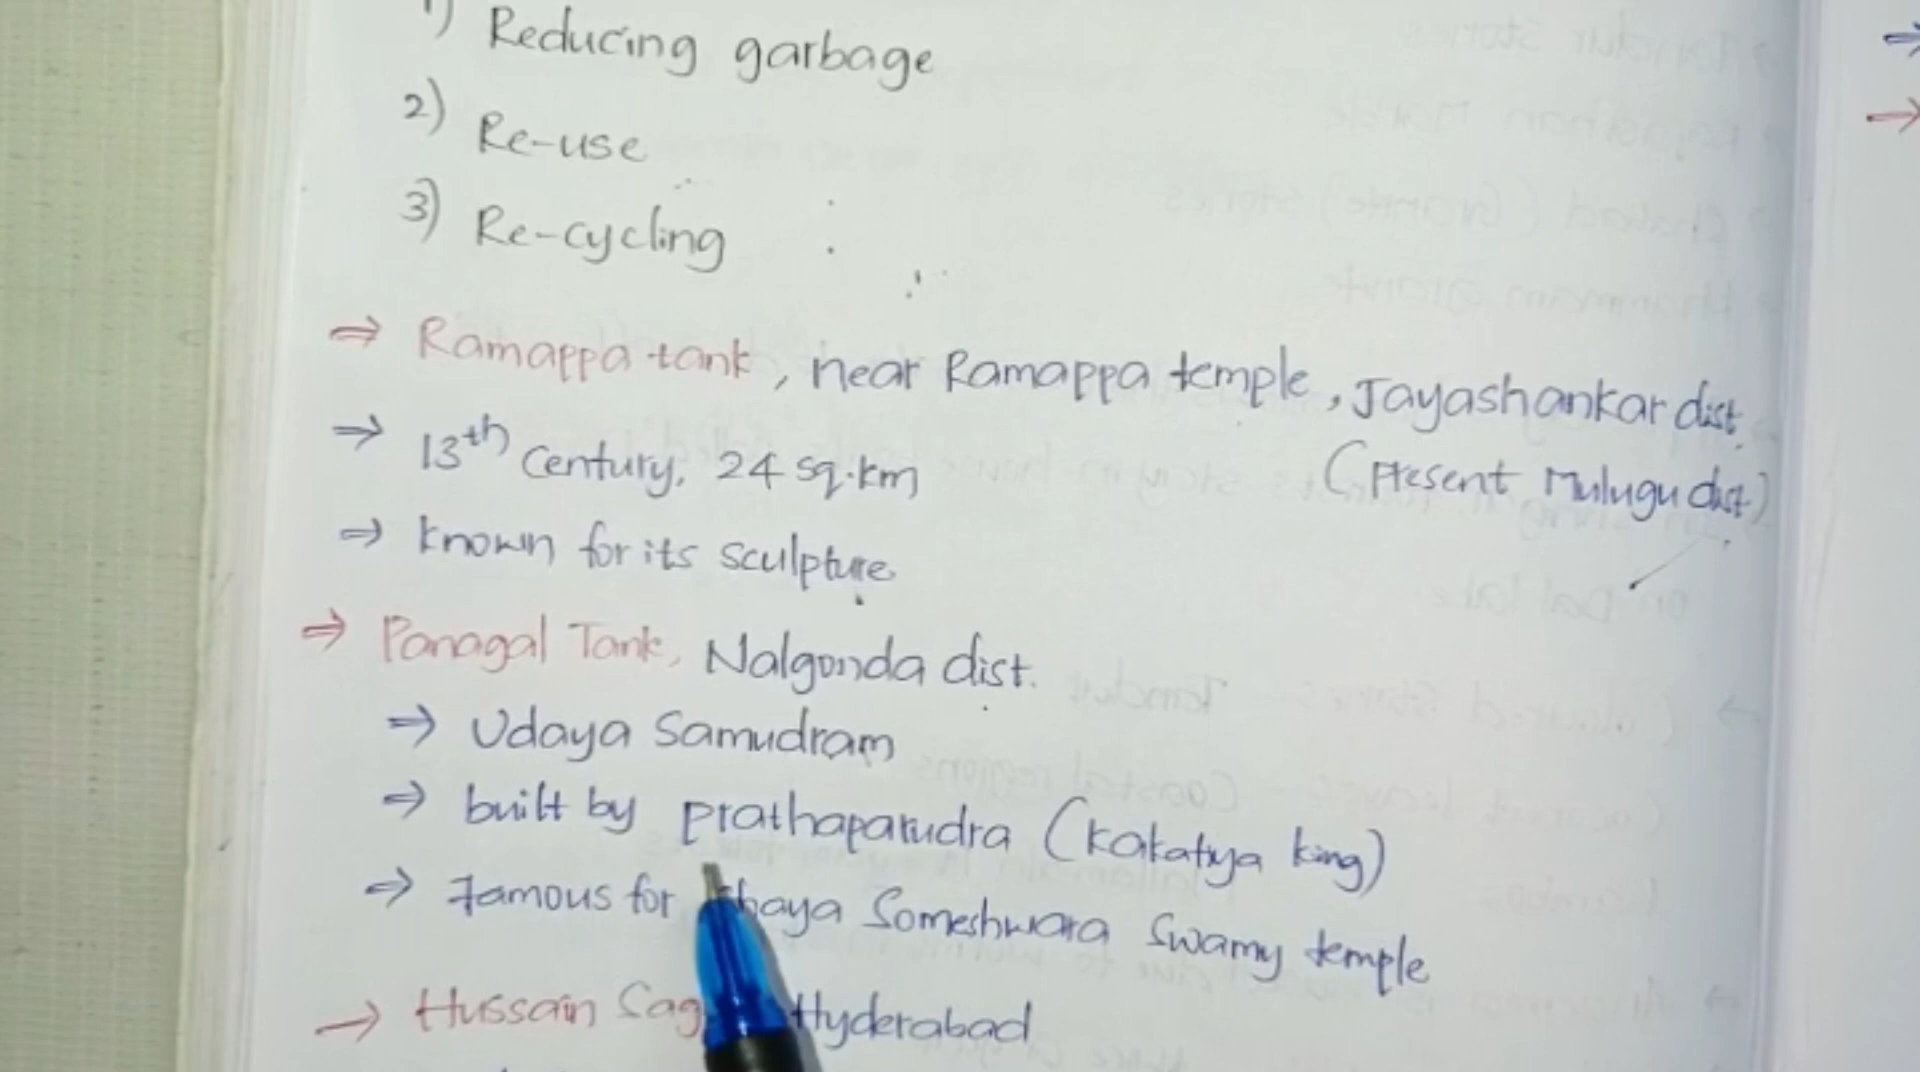 1) Reducing garbage
2) Re-use
3) Re-cycling
⇒ Ramappa tank, near Ramappa temple, Jayashankar dist.
(Present Mulugu dist)
⇒ 13th Century, 24 sq.km
⇒ known for its sculpture
⇒ Panagal Tank, Nalgonda dist.
⇒ Udaya Samudram
⇒ built by prathaparudra (Kakatiya king)
⇒ famous for Someshwara Swamy temple
→ Hussain Hyderabad